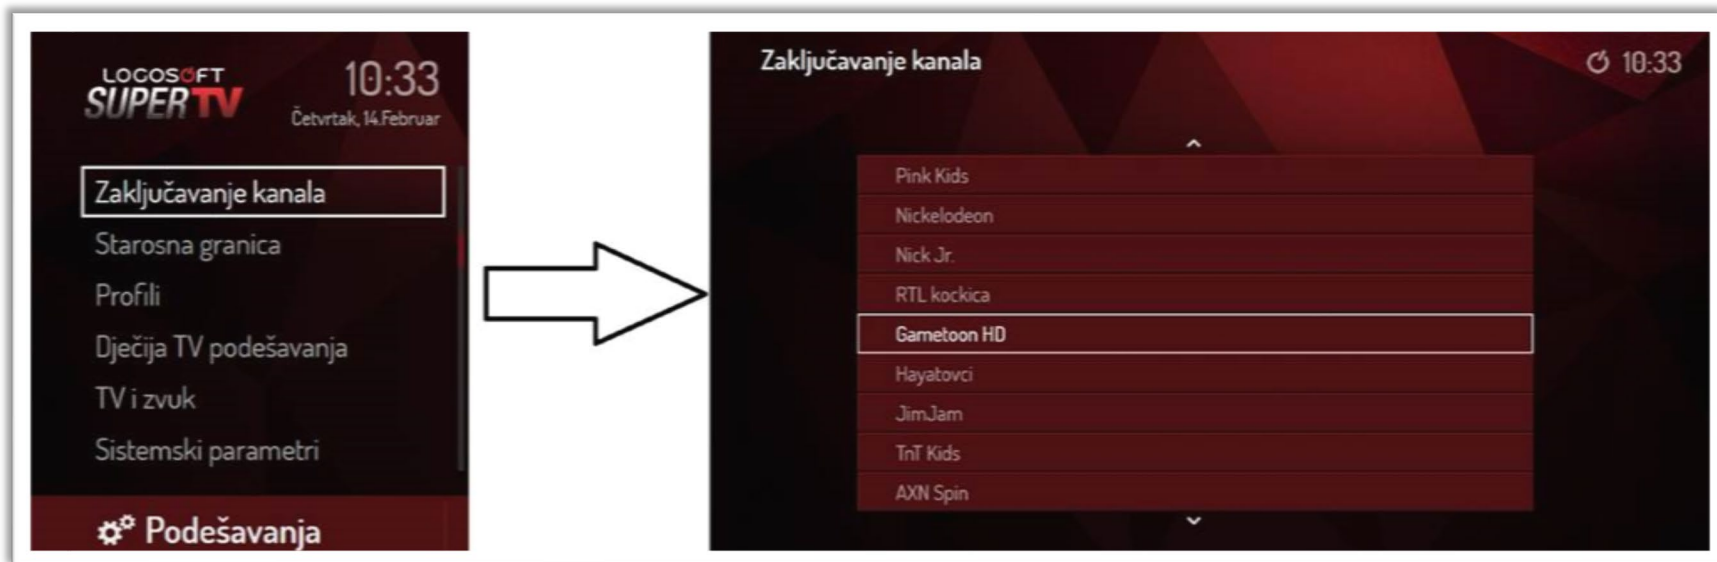 LOGOSOFT
SUPERTV
10:33
Četvrtak, 14.Februar
Zaključavanje kanala
Starosna granica
Profili
Dječija TV podešavanja
TV i zvuk
Sistemski parametri
Podešavanja
Zaključavanje kanala
10:33
Pink Kids
Nickelodeon
Nick Jr.
RTL kockica
Gametoon HD
Hayatovci
JimJam
TnT Kids
AXN Spin